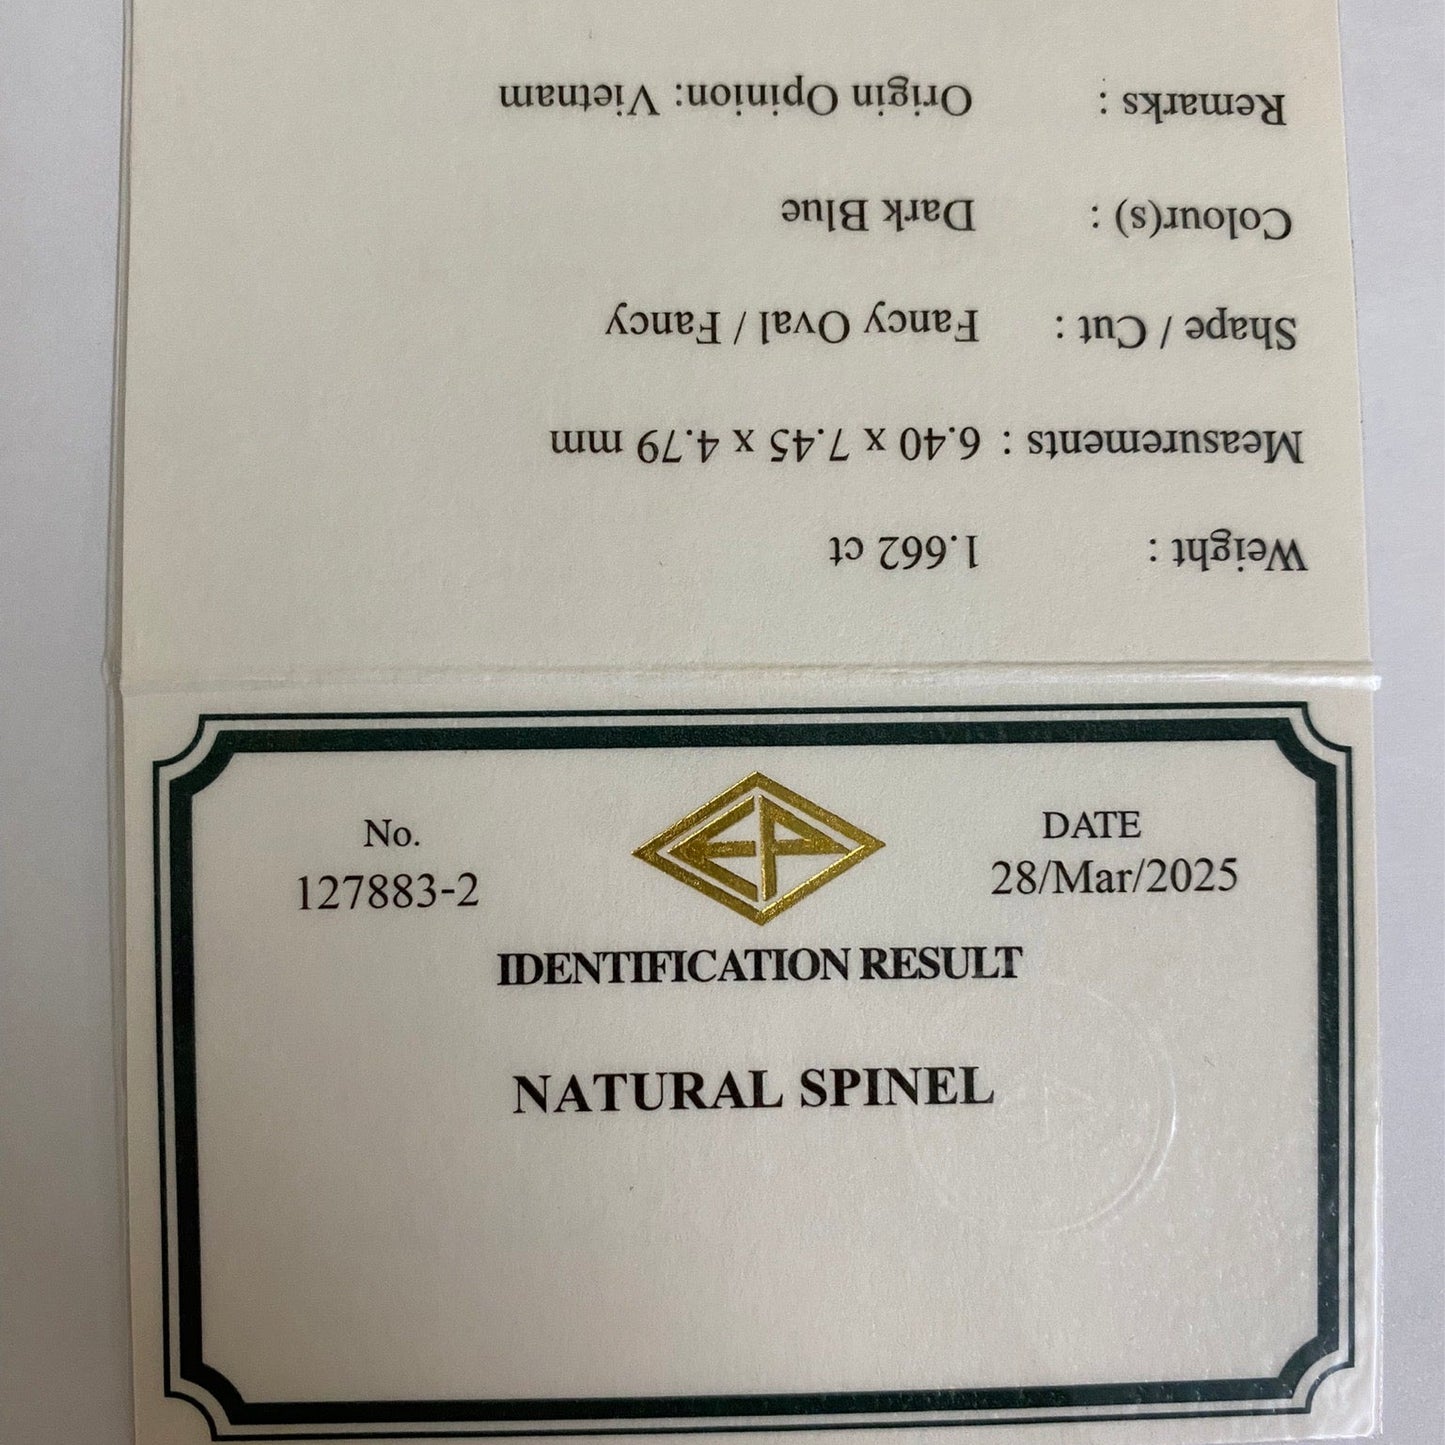 No.
127883-2
EP
DATE
28/Mar/2025
IDENTIFICATION RESULT
NATURAL SPINEL
Weight : 1.662 ct
Measurements : 6.40 x 7.45 x 4.79 mm
Shape / Cut : Fancy Oval / Fancy
Colour(s) : Dark Blue
Remarks : Origin Opinion: Vietnam